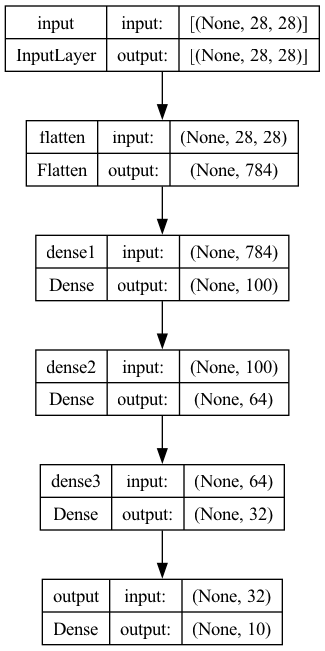 input input: [(None, 28, 28)]
InputLayer output: [(None, 28, 28)]
flatten input: (None, 28, 28)
Flatten output: (None, 784)
dense1 input: (None, 784)
Dense output: (None, 100)
dense2 input: (None, 100)
Dense output: (None, 64)
dense3 input: (None, 64)
Dense output: (None, 32)
output input: (None, 32)
Dense output: (None, 10)